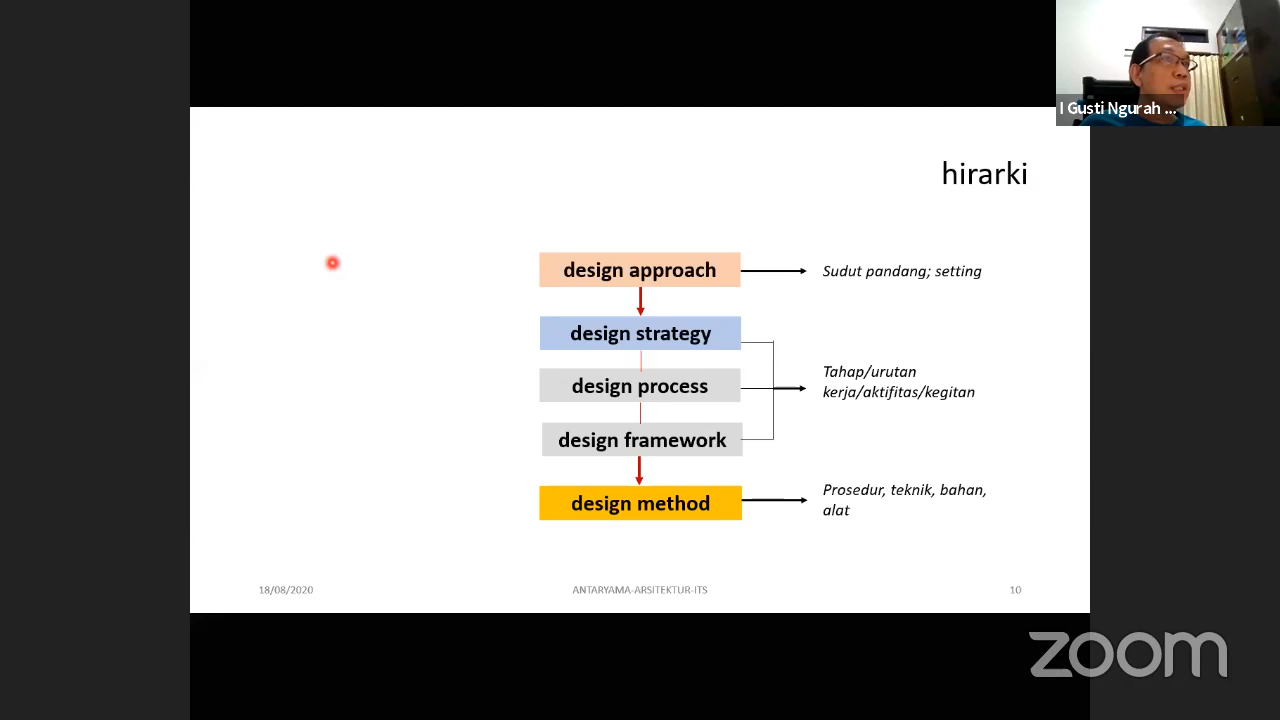 I Gusti Ngurah ...
hirarki
design approach
Sudut pandang; setting
design strategy
design process
Tahap/urutan
kerja/aktifitas/kegitan
design framework
design method
Prosedur, teknik, bahan,
alat
18/08/2020
ANTARYAMA-ARSITEKTUR-ITS
10
zoom